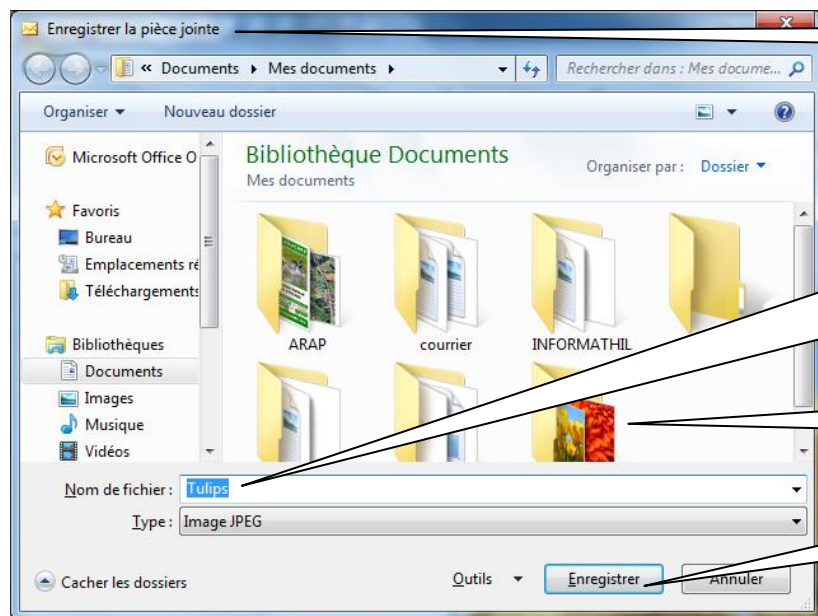 Enregistrer la pièce jointe
« Documents Mes documents
Rechercher dans : Mes docume...
Organiser Nouveau dossier
Microsoft Office O
Bibliothèque Documents
Mes documents
Organiser par : Dossier
Favoris
Bureau
Emplacements ré
Téléchargements
Bibliothèques
Documents
Images
Musique
Vidéos
ARAP courrier INFORMATHIL
Nom de fichier : Tulips
Type : Image JPEG
Cacher les dossiers
Outils Enregistrer Annuler